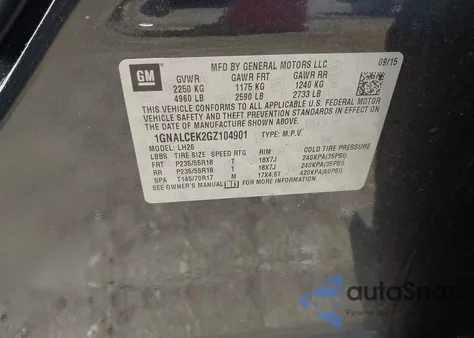 GM
MFD BY GENERAL MOTORS LLC
09/15
GVWR GAWR FRT GAWR RR
2250 KG 1175 KG 1240 KG
4960 LB 2590 LB 2733 LB
THIS VEHICLE CONFORMS TO ALL APPLICABLE U.S. FEDERAL MOTOR
VEHICLE SAFETY AND THEFT PREVENTION STANDARDS IN EFFECT ON
THE DATE OF MANUFACTURE SHOWN ABOVE.
1GNALCEK2GZ104901 TYPE: M.P.V.
MODEL: LH26
LBBS TIRE SIZE SPEED RTG RIM COLD TIRE PRESSURE
FRT P235/55R18 T 18X7J 240KPA(35PSI)
RR P235/55R18 T 18X7J 240KPA(35PSI)
SPA T145/70R17 M 17X4.5T 420KPA(60PSI)
SEE OWNER'S MANUAL FOR ADDITIONAL INFORMATION.
autoSnap